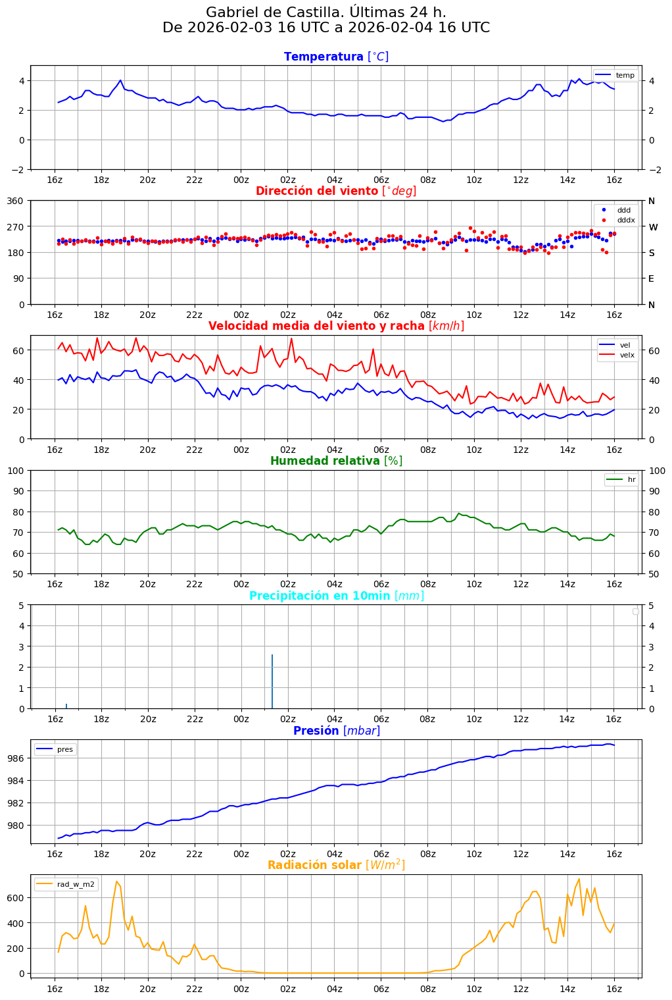 Gabriel de Castilla. Últimas 24 h.
De 2026-02-03 16 UTC a 2026-02-04 16 UTC
Temperatura [°C]
temp
4 4
2 2
0 0
−2 −2
16z 18z 20z 22z 00z 02z 04z 06z 08z 10z 12z 14z 16z
Dirección del viento [°deg]
ddd
dddx
360 N
270 W
180 S
90 E
0 N
16z 18z 20z 22z 00z 02z 04z 06z 08z 10z 12z 14z 16z
Velocidad media del viento y racha [km/h]
vel
velx
60 60
40 40
20 20
0 0
16z 18z 20z 22z 00z 02z 04z 06z 08z 10z 12z 14z 16z
Humedad relativa [%]
hr
100 100
90 90
80 80
70 70
60 60
50 50
16z 18z 20z 22z 00z 02z 04z 06z 08z 10z 12z 14z 16z
Precipitación en 10min [mm]
5 5
4 4
3 3
2 2
1 1
0 0
16z 18z 20z 22z 00z 02z 04z 06z 08z 10z 12z 14z 16z
Presión [mbar]
pres
986
984
982
980
16z 18z 20z 22z 00z 02z 04z 06z 08z 10z 12z 14z 16z
Radiación solar [W/m²]
rad_w_m2
600
400
200
0
16z 18z 20z 22z 00z 02z 04z 06z 08z 10z 12z 14z 16z